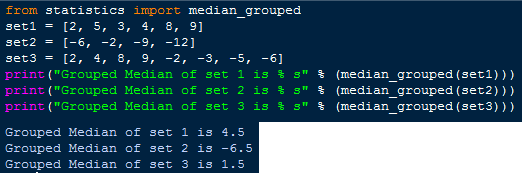 from statistics import median_grouped
set1 = [2, 5, 3, 4, 8, 9]
set2 = [-6, -2, -9, -12]
set3 = [2, 4, 8, 9, -2, -3, -5, -6]
print("Grouped Median of set 1 is % s" % (median_grouped(set1)))
print("Grouped Median of set 2 is % s" % (median_grouped(set2)))
print("Grouped Median of set 3 is % s" % (median_grouped(set3)))
Grouped Median of set 1 is 4.5
Grouped Median of set 2 is -6.5
Grouped Median of set 3 is 1.5